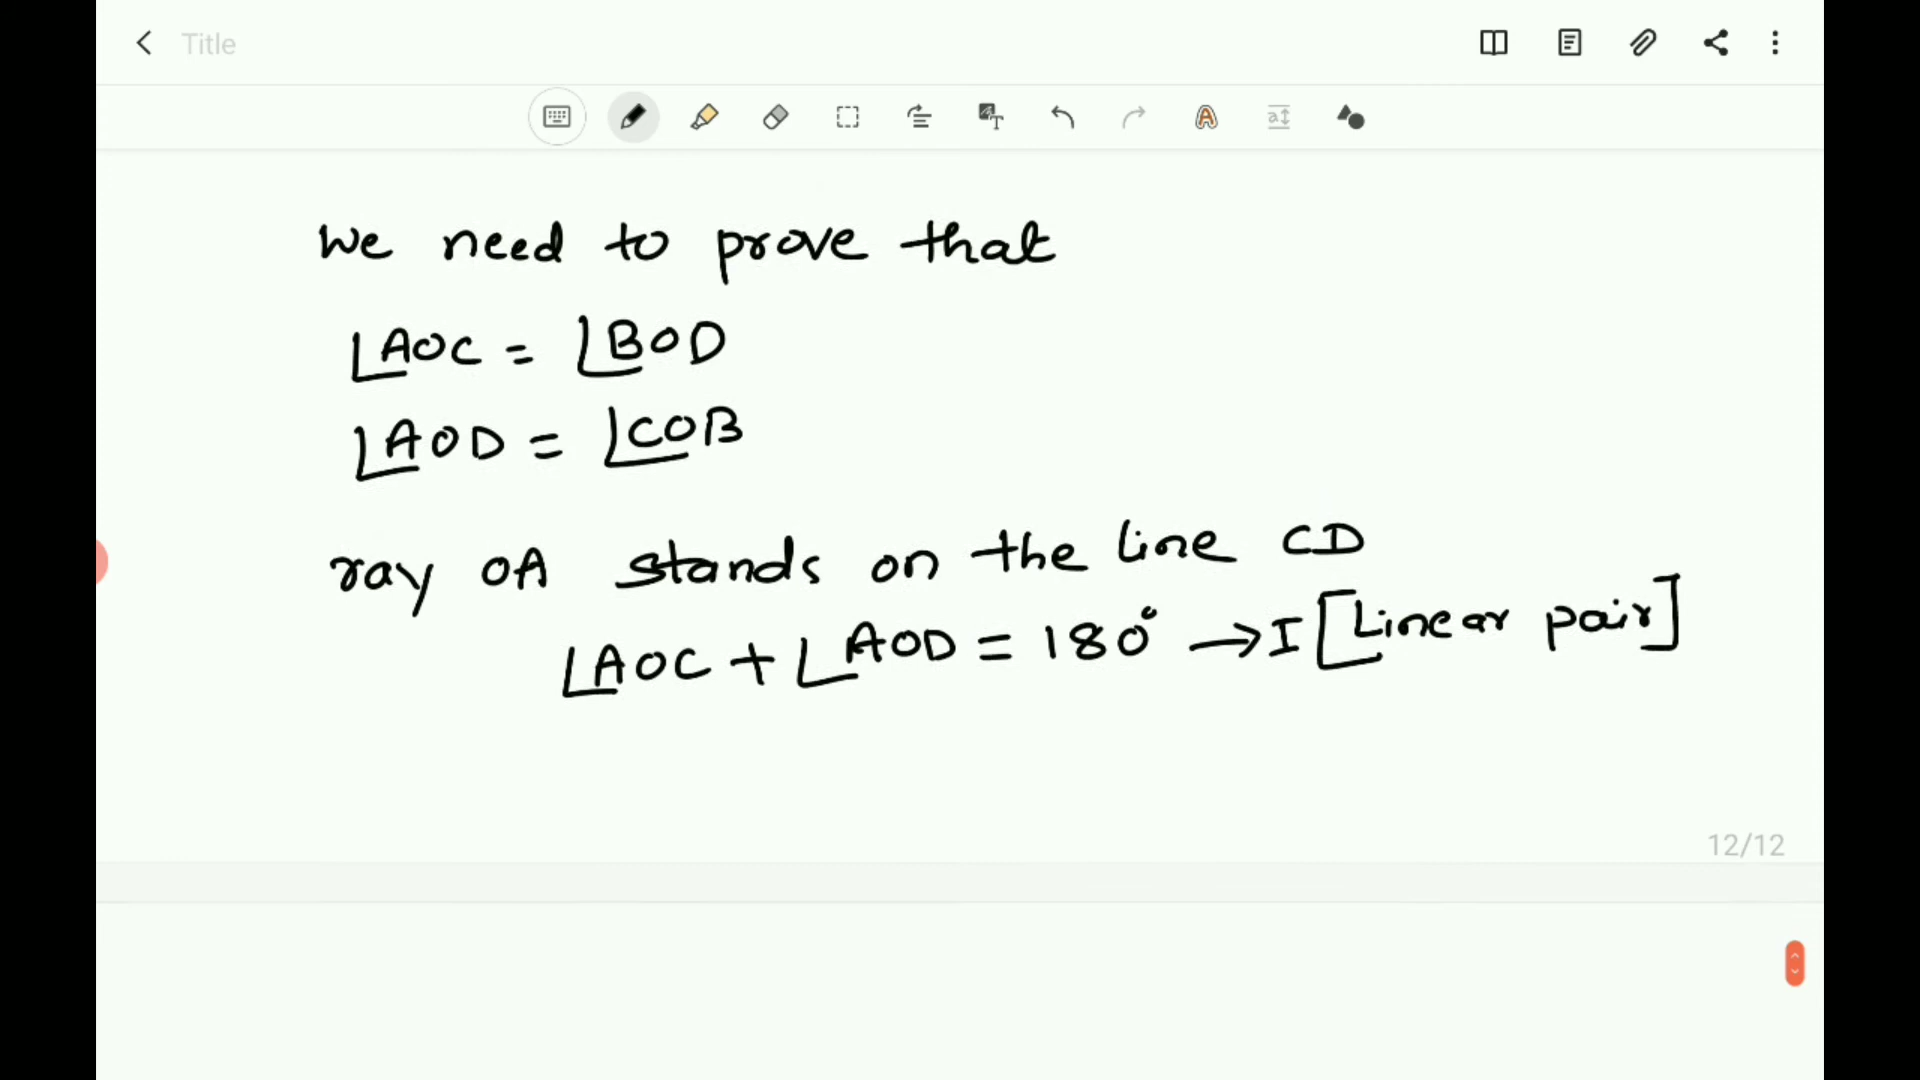 Title
We need to prove that
∠AOC = ∠BOD
∠AOD = ∠COB
ray OA stands on the line CD
∠AOC + ∠AOD = 180° → I [Linear pair]
12/12